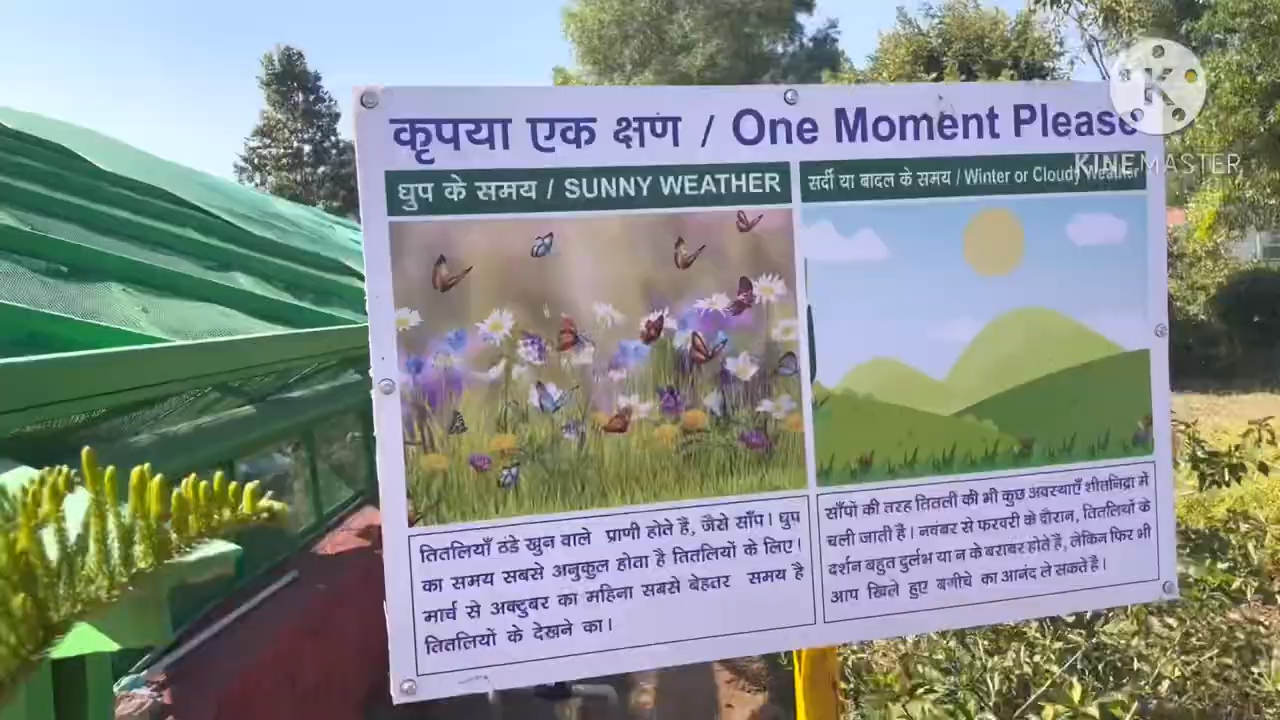 कृपया एक क्षण / One Moment Please
धुप के समय / SUNNY WEATHER
तितलियाँ ठंडे खुन वाले प्राणी होते हैं, जैसे साँप। धुप
का समय सबसे अनुकुल होता है तितलियों के लिए।
मार्च से अक्टुबर का महिना सबसे बेहतर समय है
तितलियों के देखने का।
सर्दी या बादल के समय / Winter or Cloudy Weather
साँपों की तरह तितली की भी कुछ अवस्थाएँ शीतनिद्रा में
चली जाती हैं। नवंबर से फरवरी के दौरान, तितलियों के
दर्शन बहुत दुर्लभ या न के बराबर होते हैं, लेकिन फिर भी
आप खिले हुए बगीचे का आनंद ले सकते हैं।
K
KINEMASTER